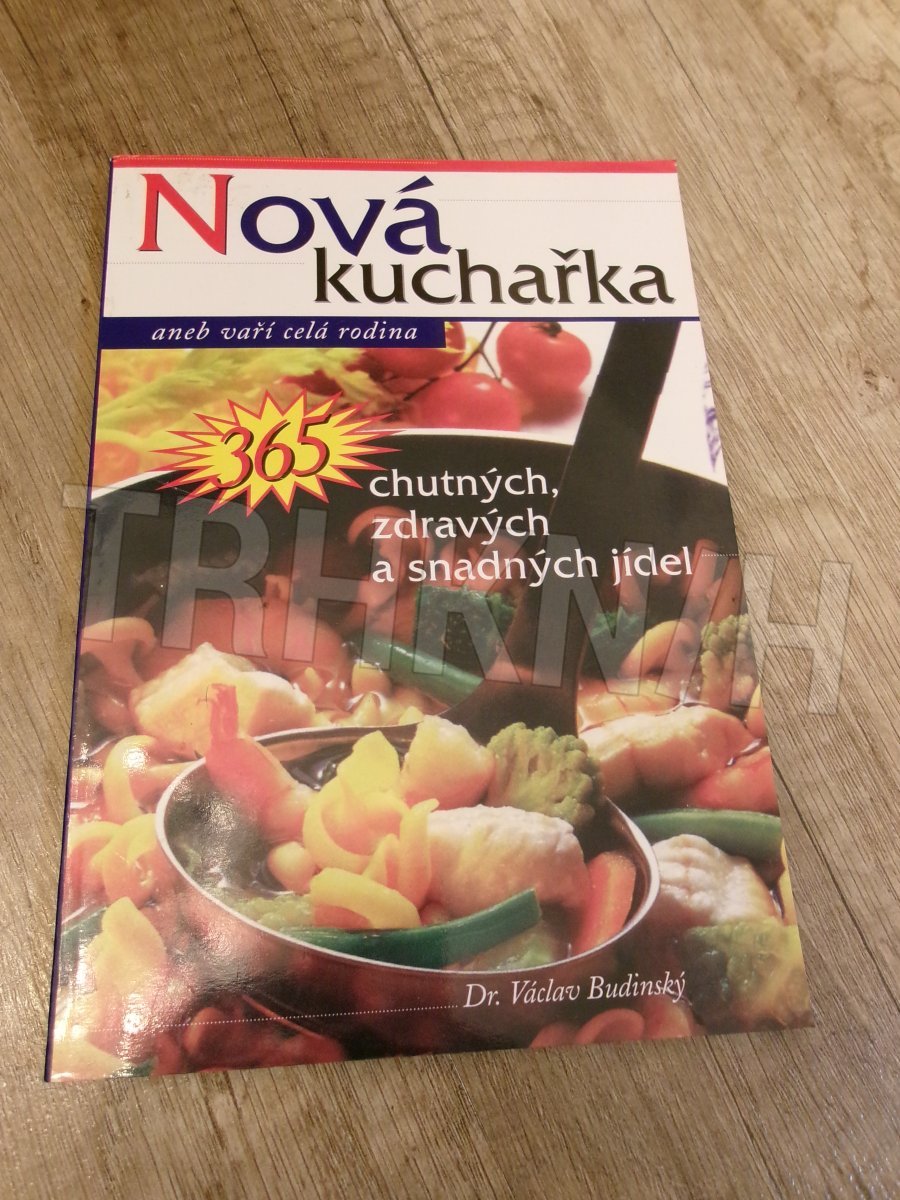 Nová
kuchařka
aneb vaří celá rodina
365
chutných,
zdravých
a snadných jídel
TRHKNIH
Dr. Václav Budinský